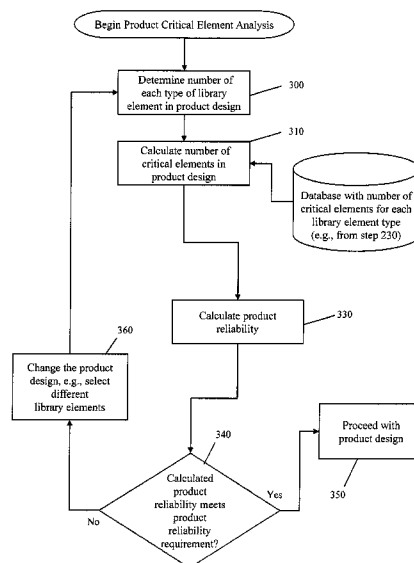 Begin Product Critical Element Analysis
Determine number of
each type of library
element in product design
300
310
Calculate number of
critical elements in
product design
Database with number of
critical elements for each
library element type
(e.g., from step 230)
Calculate product
reliability
330
360
Change the product
design, e.g., select
different
library elements
340
Proceed with
product design
350
Calculated
product
reliability meets
product
reliability
requirement?
No
Yes